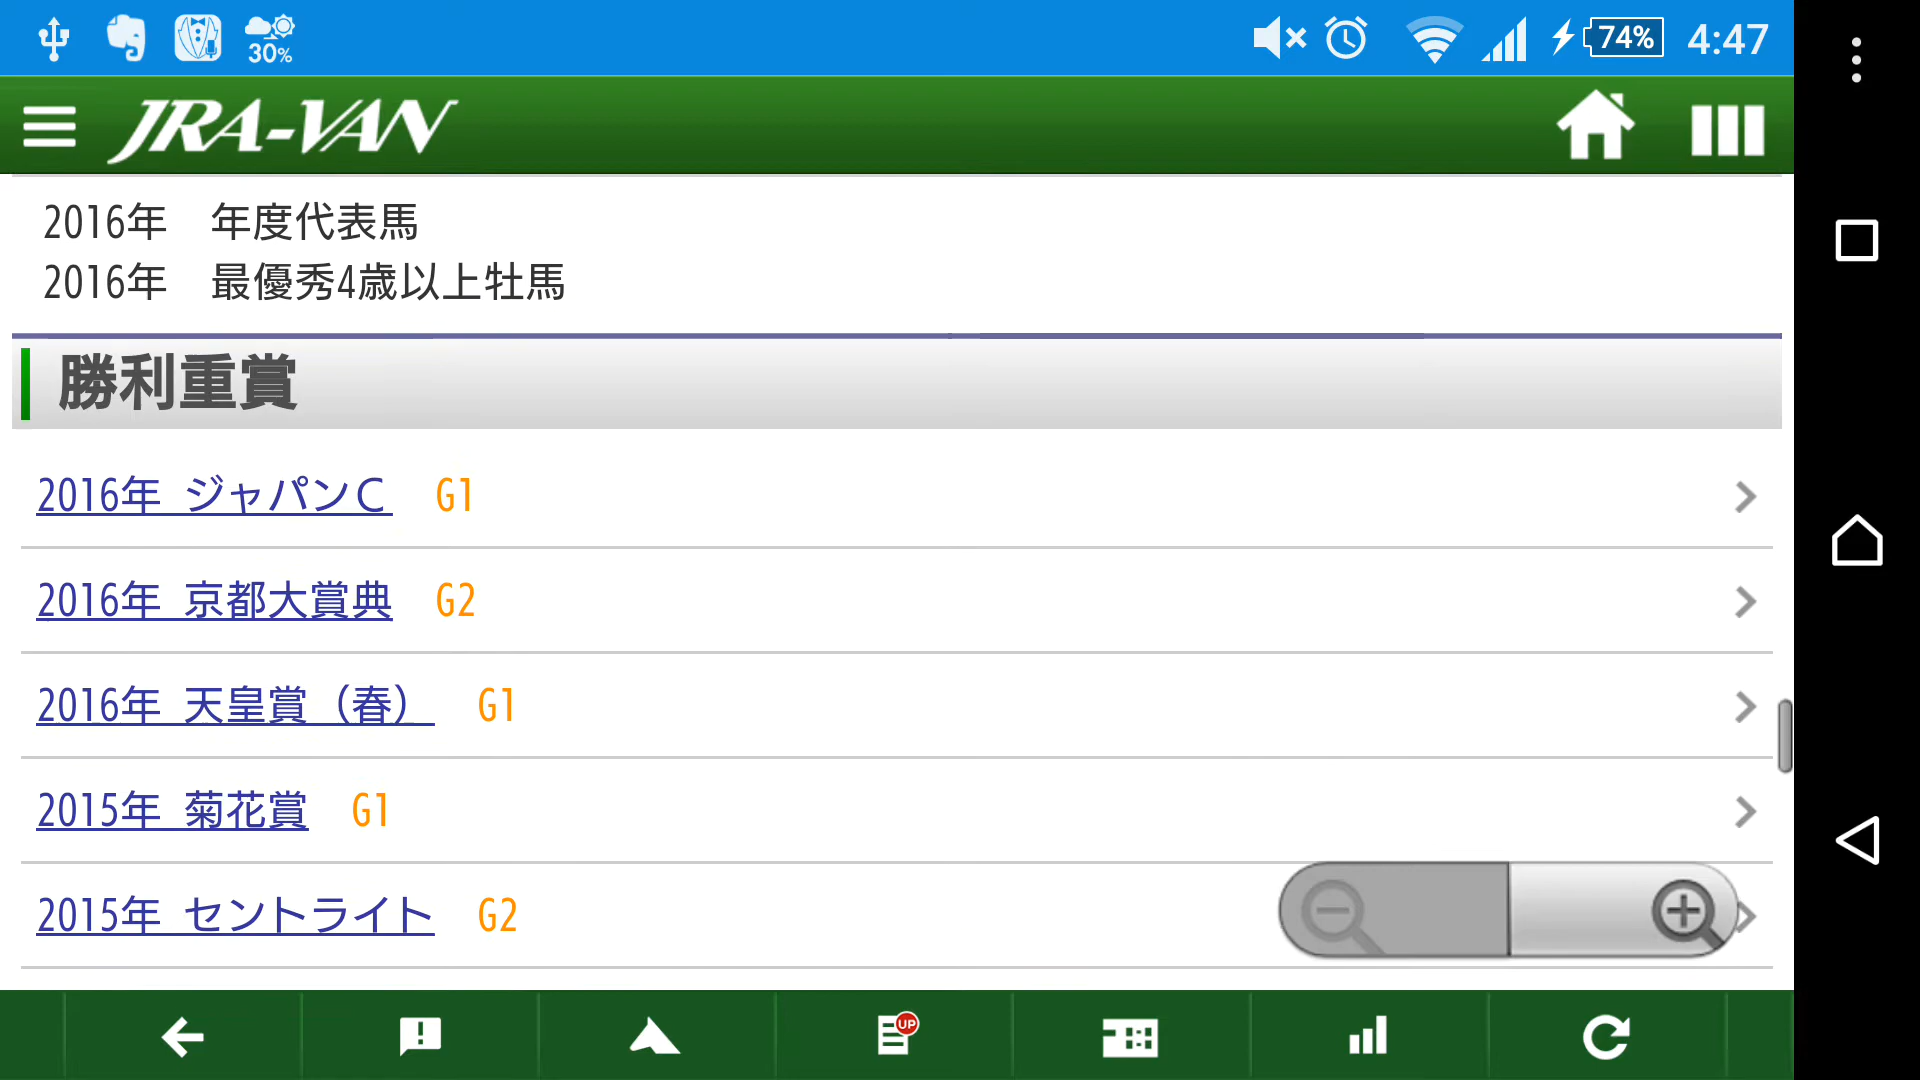 30%
74%
4:47
JRA-VAN
2016年　年度代表馬
2016年　最優秀4歳以上牡馬
勝利重賞
2016年 ジャパンＣ　G1
2016年 京都大賞典　G2
2016年 天皇賞（春）　G1
2015年 菊花賞　G1
2015年 セントライト　G2
UP